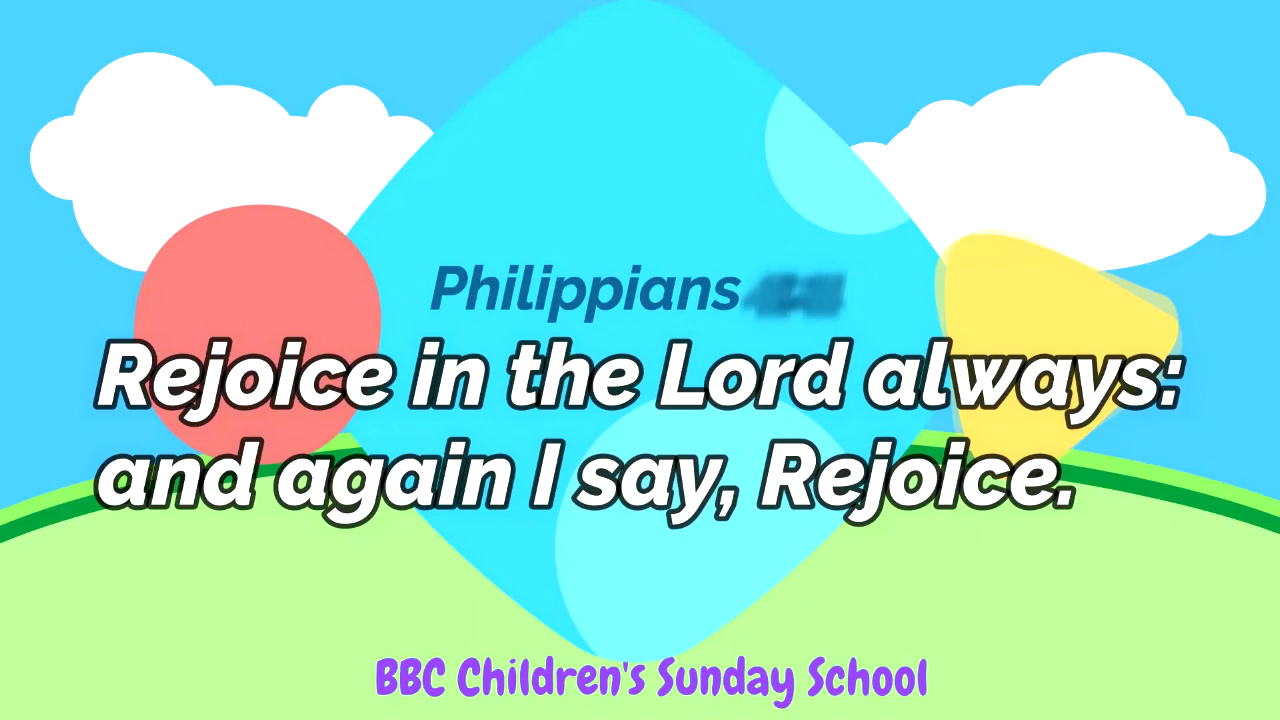 Philippians
Rejoice in the Lord always:
and again I say, Rejoice.
BBC Children's Sunday School